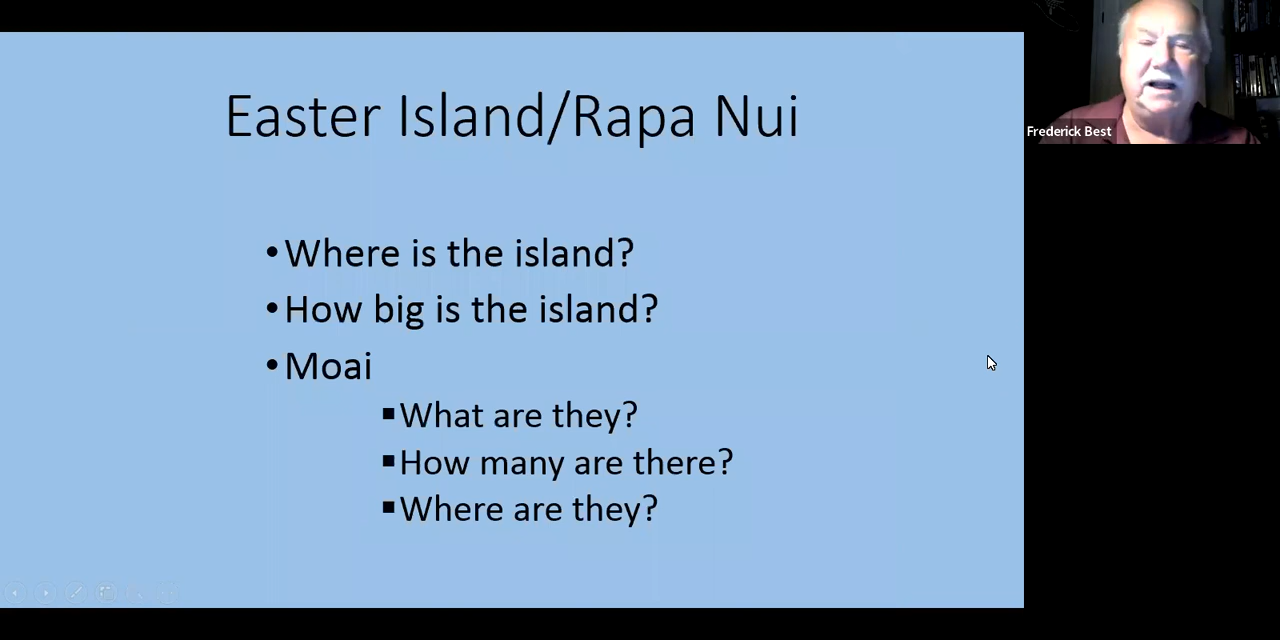 Easter Island/Rapa Nui
Frederick Best
•Where is the island?
•How big is the island?
•Moai
▪What are they?
▪How many are there?
▪Where are they?